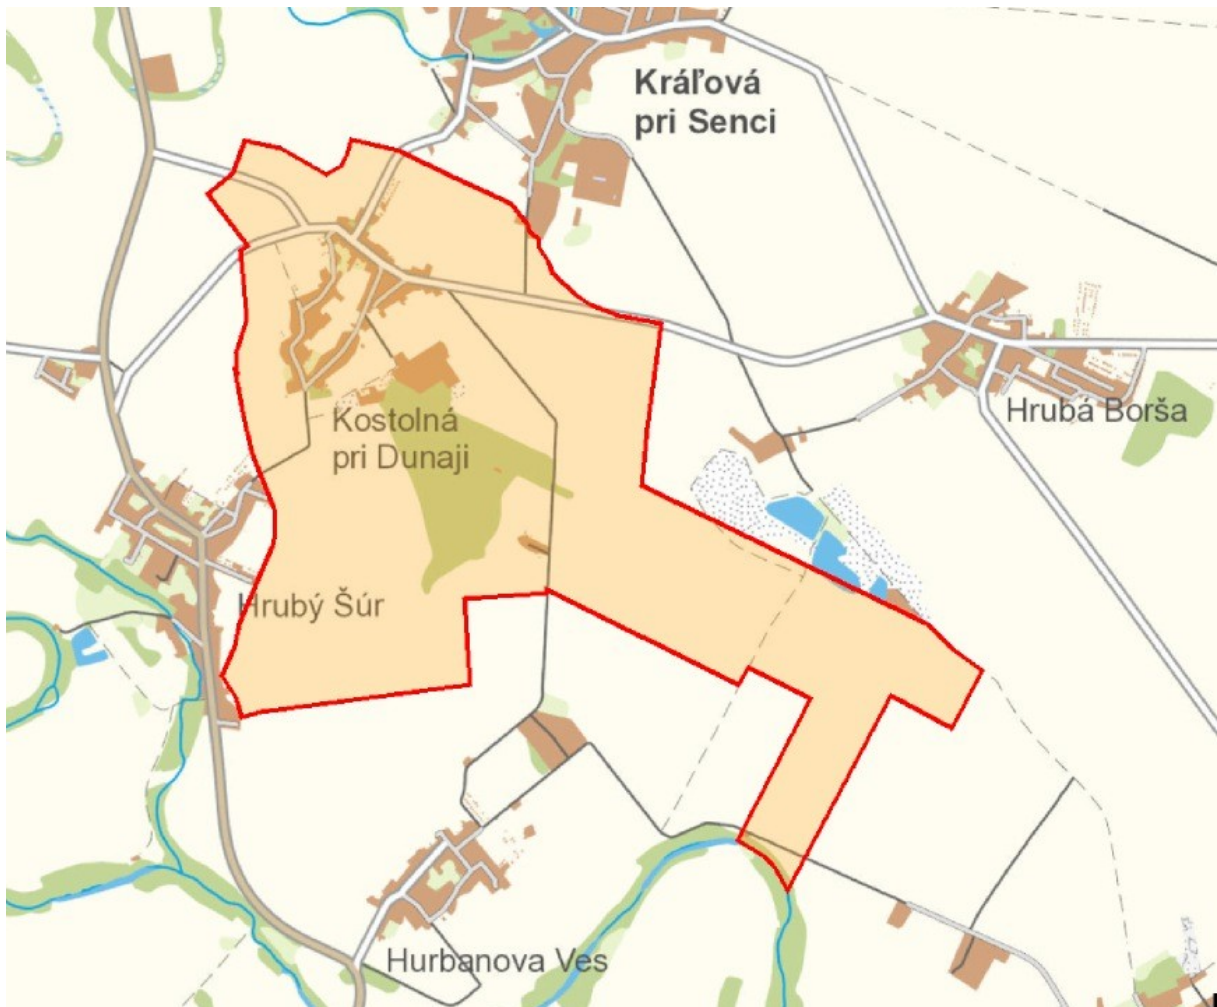 Kráľová
pri Senci
Hrubá Borša
Kostolná
pri Dunaji
Hrubý Šúr
Hurbanova Ves